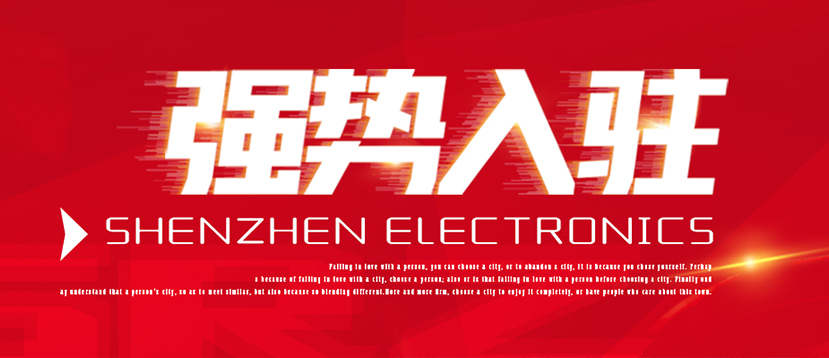 强势入驻
SHENZHEN ELECTRONICS
Falling in love with a person, you can choose a city, or to abandon a city, it is because you chose yourself. Perhap
s because of falling in love with a city, choose a person; also or is that falling in love with a person before choosing a city. Finally und
ay understand that a person's city, so as to meet similar, but also because so blending different.More and more firm, choose a city to enjoy it completely, or have people who care about this town.